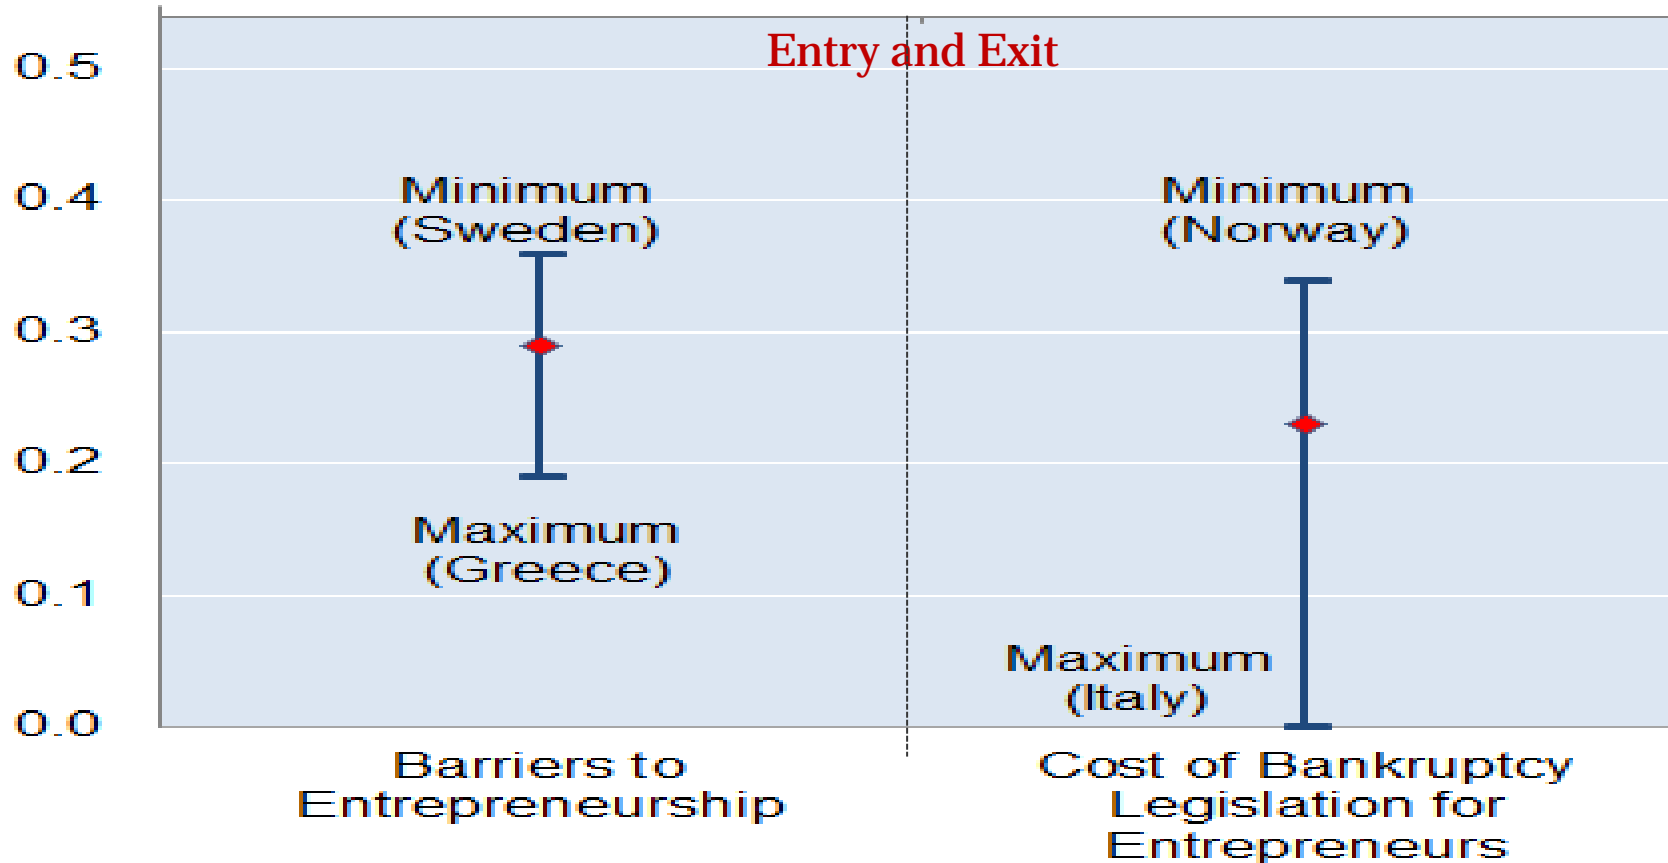 Entry and Exit
0.5
0.4
0.3
0.2
0.1
0.0
Minimum
(Sweden)
Maximum
(Greece)
Minimum
(Norway)
Maximum
(Italy)
Barriers to
Entrepreneurship
Cost of Bankruptcy
Legislation for
Entrepreneurs